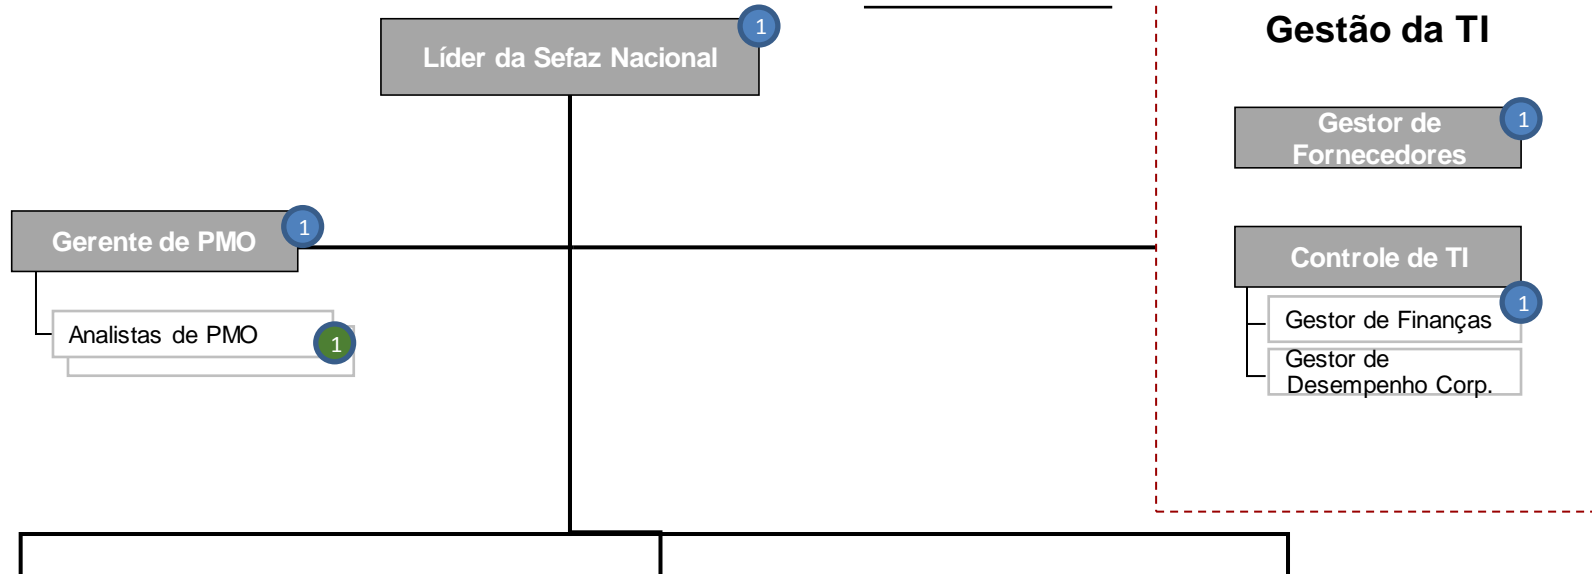 1
Líder da Sefaz Nacional
Gestão da TI
1
Gestor de
Fornecedores
1
Gerente de PMO
Controle de TI
1
Gestor de Finanças
Analistas de PMO
1
Gestor de
Desempenho Corp.